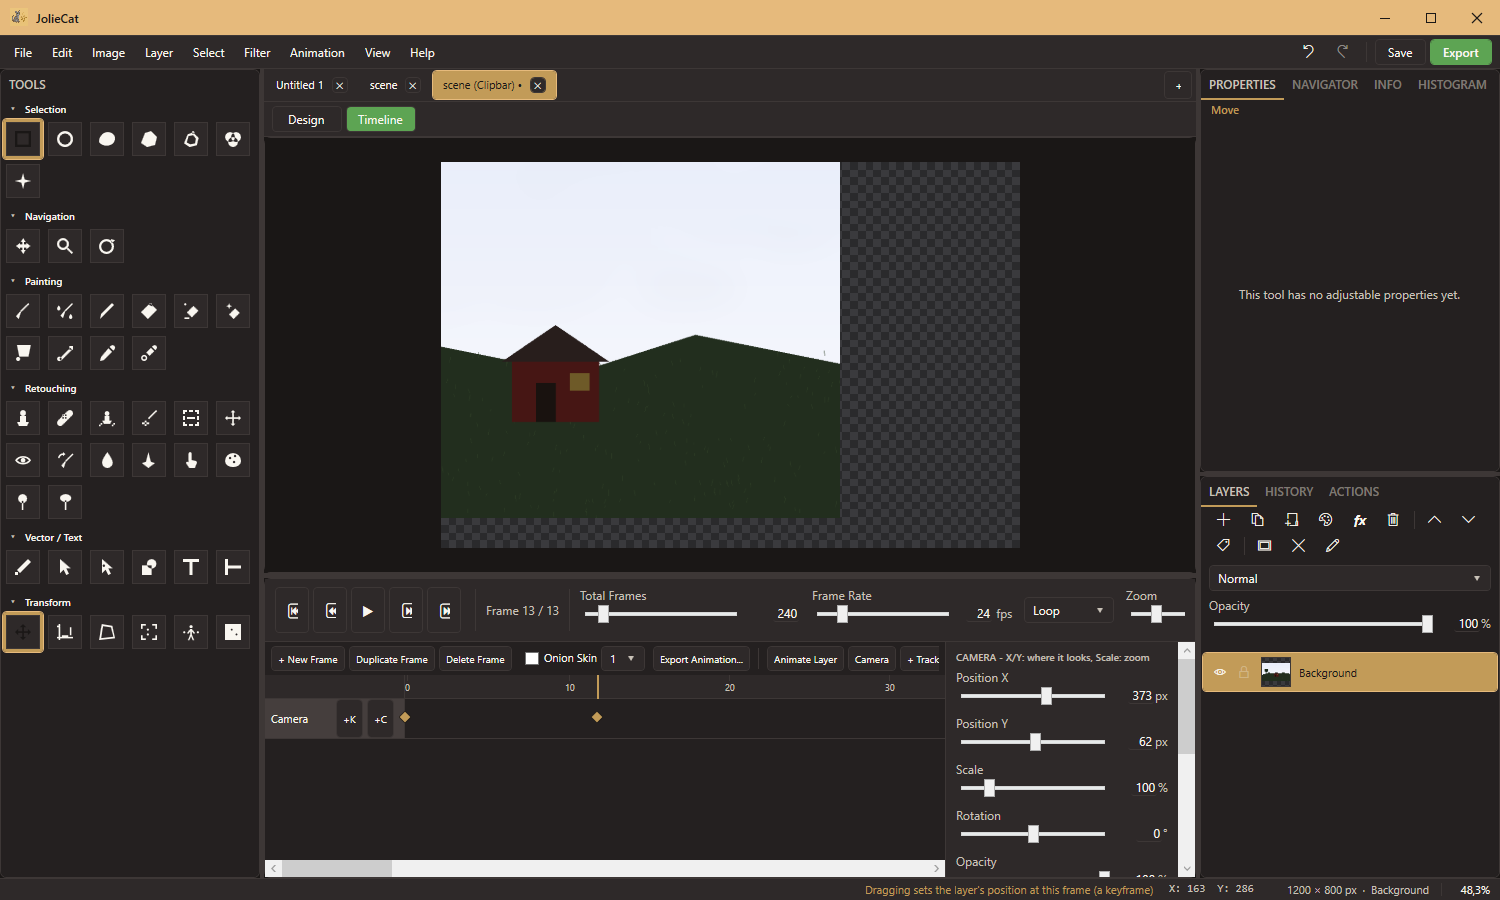 JolieCat
File Edit Image Layer Select Filter Animation View Help
Save Export
TOOLS
Selection
Navigation
Painting
Retouching
Vector / Text
Transform
Untitled 1
scene
scene (Clipbar) •
+
Design Timeline
Frame 13 / 13
Total Frames
240
Frame Rate
24 fps
Loop
Zoom
+ New Frame Duplicate Frame Delete Frame Onion Skin 1 Export Animation... Animate Layer Camera + Track
0 10 20 30
Camera +K +C
CAMERA - X/Y: where it looks, Scale: zoom
Position X
373 px
Position Y
62 px
Scale
100 %
Rotation
0 °
Opacity
PROPERTIES NAVIGATOR INFO HISTOGRAM
Move
This tool has no adjustable properties yet.
LAYERS HISTORY ACTIONS
fx
Normal
Opacity
100 %
Background
Dragging sets the layer's position at this frame (a keyframe) X: 163 Y: 286 1200 × 800 px · Background 48,3%